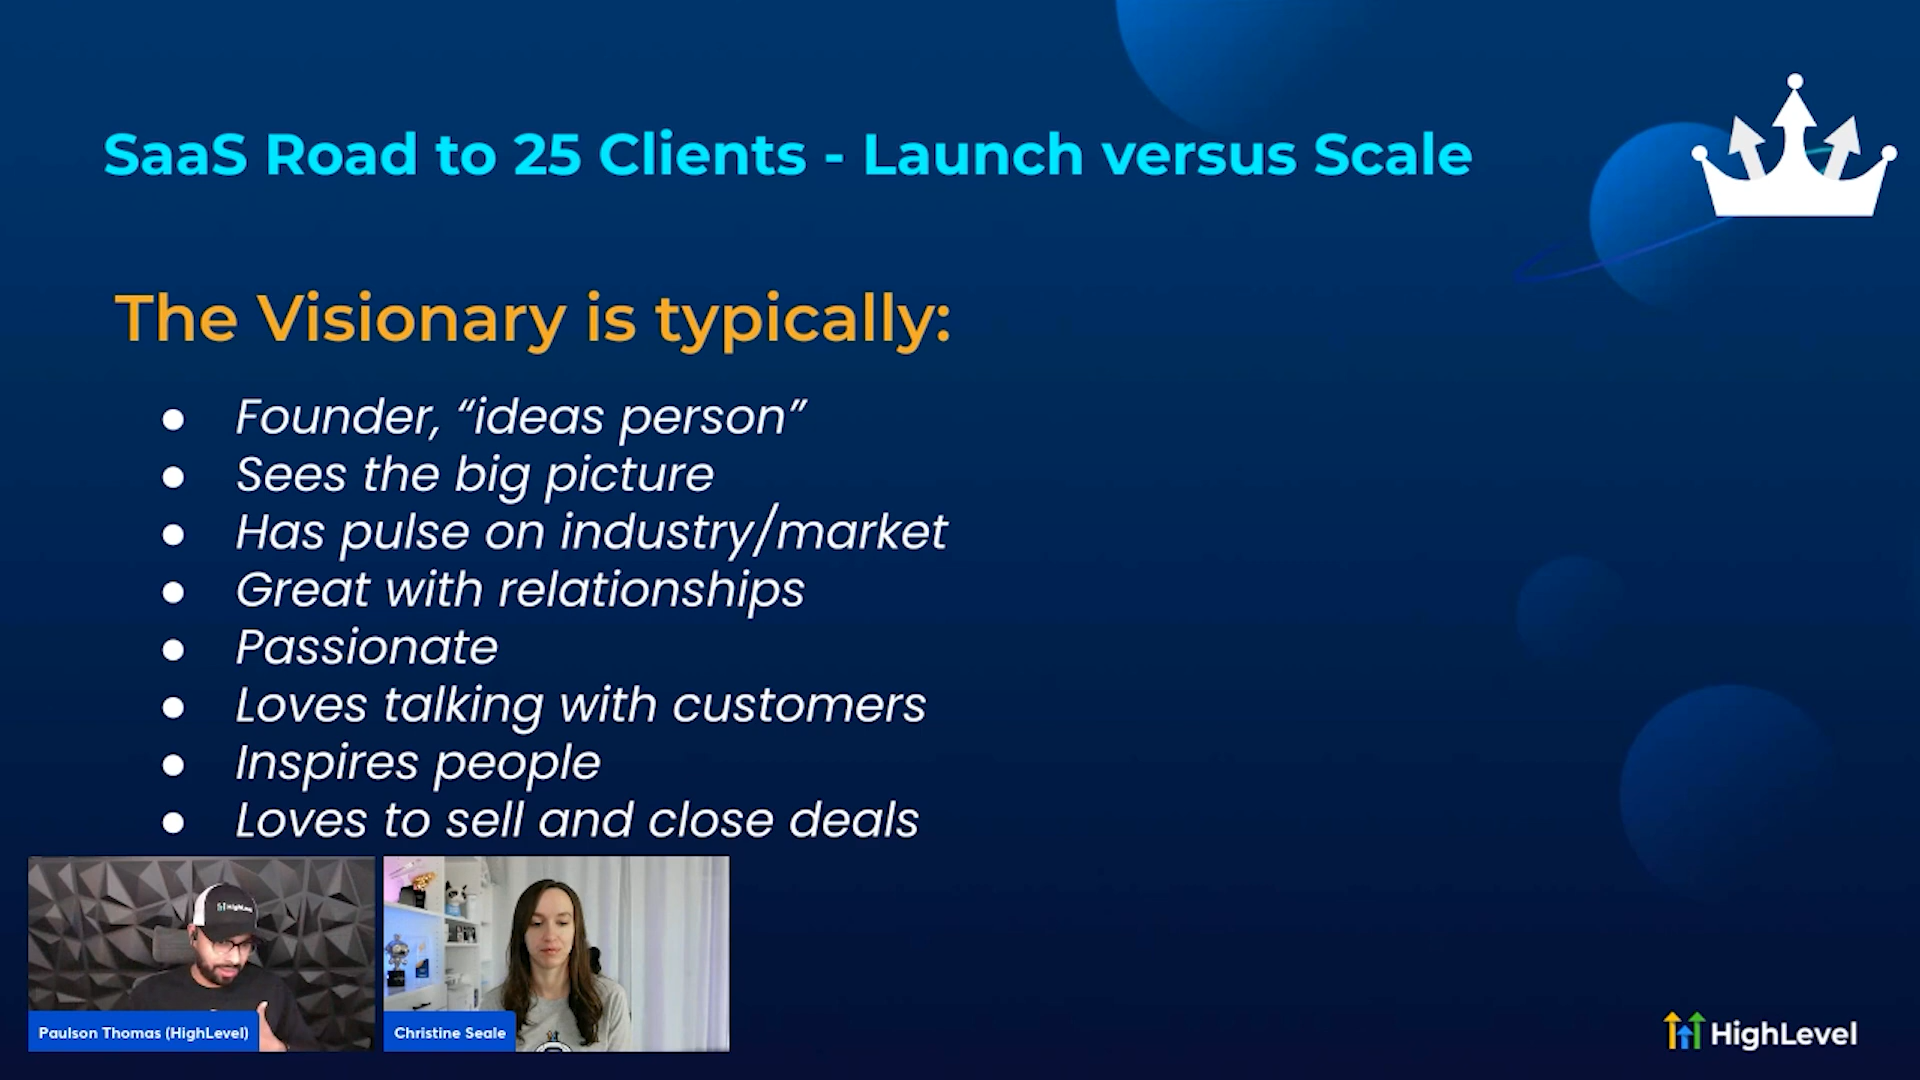 SaaS Road to 25 Clients - Launch versus Scale
The Visionary is typically:
● Founder, “ideas person”
● Sees the big picture
● Has pulse on industry/market
● Great with relationships
● Passionate
● Loves talking with customers
● Inspires people
● Loves to sell and close deals
HighLevel
Paulson Thomas (HighLevel)
Christine Seale
HighLevel